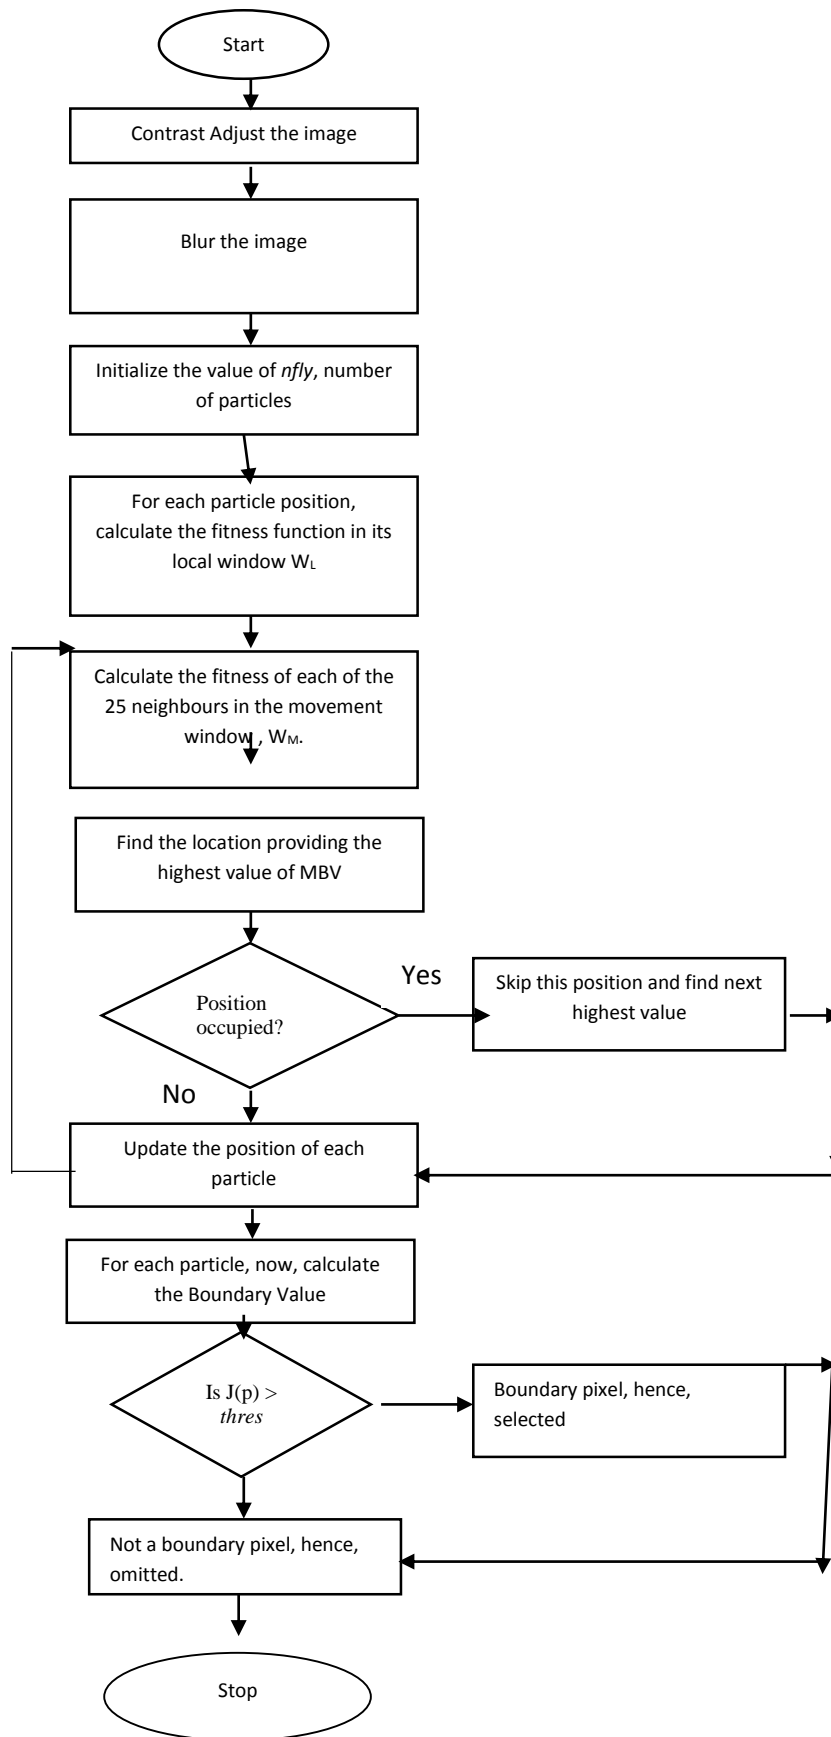 Start
Contrast Adjust the image
Blur the image
Initialize the value of nfly, number
of particles
For each particle position,
calculate the fitness function in its
local window WL
Calculate the fitness of each of the
25 neighbours in the movement
window , WM.
Find the location providing the
highest value of MBV
Position
occupied?
Yes
Skip this position and find next
highest value
No
Update the position of each
particle
For each particle, now, calculate
the Boundary Value
Is J(p) >
thres
Boundary pixel, hence,
selected
Not a boundary pixel, hence,
omitted.
Stop